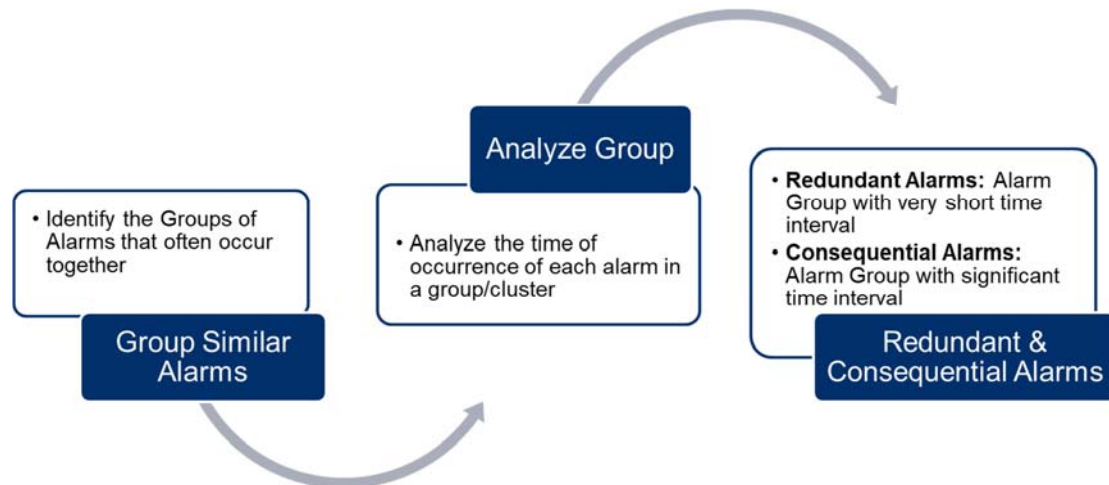 • Identify the Groups of
Alarms that often occur
together
Group Similar
Alarms
Analyze Group
• Analyze the time of
occurrence of each alarm in
a group/cluster
• Redundant Alarms: Alarm
Group with very short time
interval
• Consequential Alarms:
Alarm Group with significant
time interval
Redundant &
Consequential Alarms